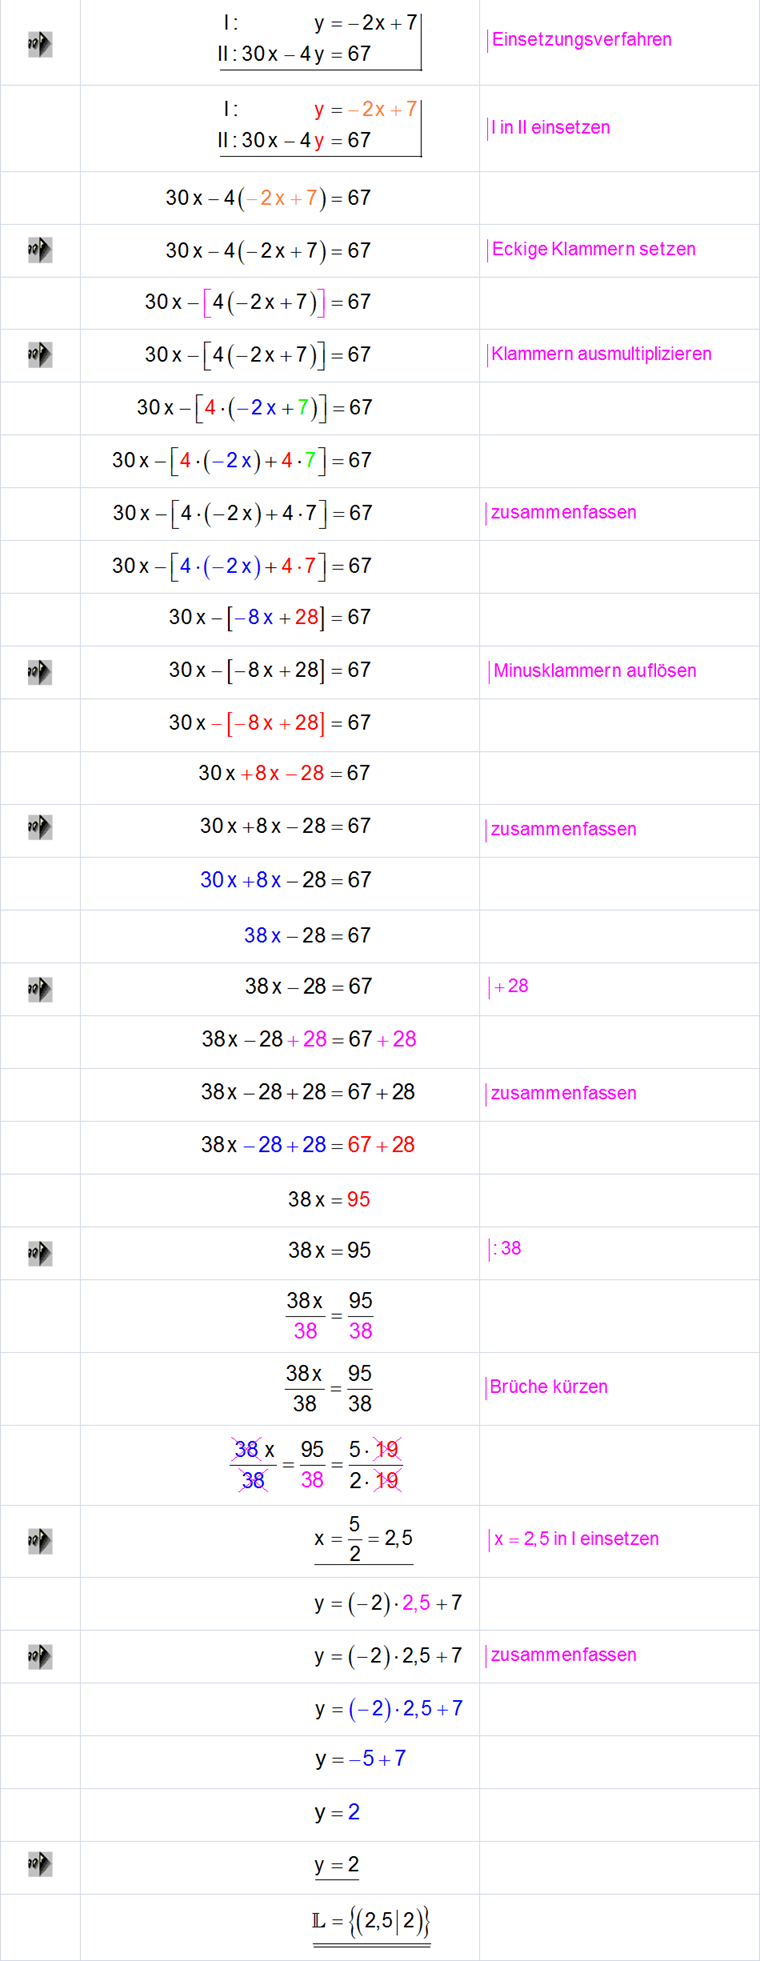 I: y = −2x + 7 |Einsetzungsverfahren
II: 30x − 4y = 67
I: y = −2x + 7
II: 30x − 4y = 67 |I in II einsetzen
30x − 4(−2x + 7) = 67
30x − 4(−2x + 7) = 67 |Eckige Klammern setzen
30x − [4(−2x + 7)] = 67
30x − [4(−2x + 7)] = 67 |Klammern ausmultiplizieren
30x − [4·(−2x + 7)] = 67
30x − [4·(−2x) + 4·7] = 67
30x − [4·(−2x) + 4·7] = 67 |zusammenfassen
30x − [4·(−2x) + 4·7] = 67
30x − [−8x + 28] = 67
30x − [−8x + 28] = 67 |Minusklammern auflösen
30x − [−8x + 28] = 67
30x + 8x − 28 = 67
30x + 8x − 28 = 67 |zusammenfassen
30x + 8x − 28 = 67
38x − 28 = 67
38x − 28 = 67 |+ 28
38x − 28 + 28 = 67 + 28
38x − 28 + 28 = 67 + 28 |zusammenfassen
38x − 28 + 28 = 67 + 28
38x = 95
38x = 95 |: 38
38x/38 = 95/38
38x/38 = 95/38 |Brüche kürzen
38x/38 = 95/38 = 5·19/2·19
x = 5/2 = 2,5 |x = 2,5 in I einsetzen
y = (−2)·2,5 + 7
y = (−2)·2,5 + 7 |zusammenfassen
y = (−2)·2,5 + 7
y = −5 + 7
y = 2
y = 2
𝕃 = {(2,5|2)}